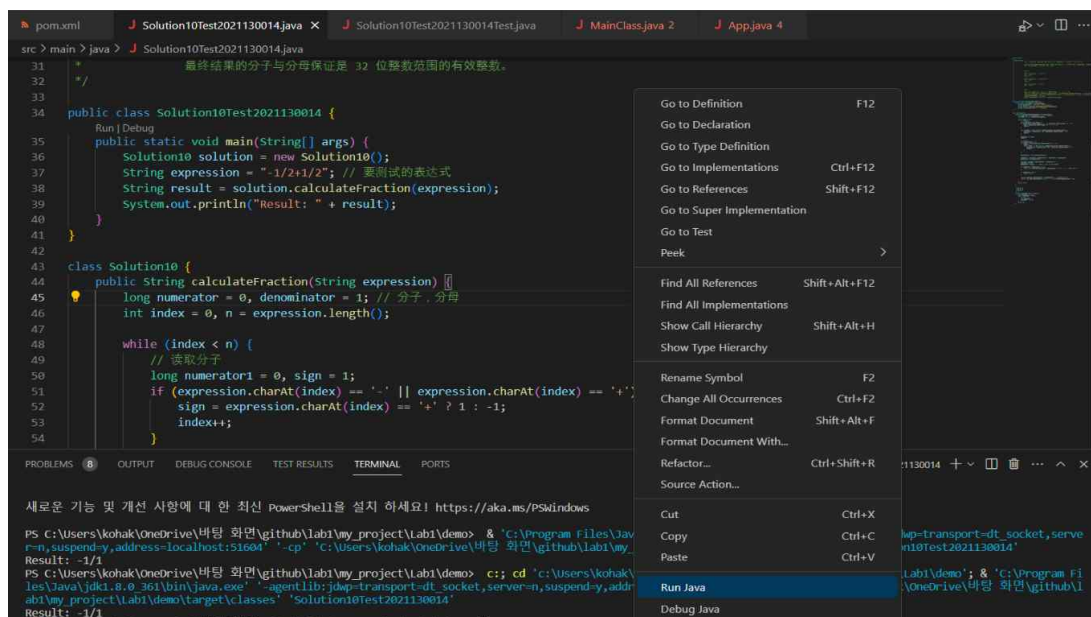 pom.xml
J Solution10Test2021130014.java X
J Solution10Test2021130014Test.java
J MainClass.java 2
J App.java 4
src > main > java > J Solution10Test2021130014.java
31 * 最终结果的分子与分母保证是 32 位整数范围的有效整数。
32 */
33
34 public class Solution10Test2021130014 {
Run | Debug
35 public static void main(String[] args) {
36 Solution10 solution = new Solution10();
37 String expression = "-1/2+1/2"; // 要测试的表达式
38 String result = solution.calculateFraction(expression);
39 System.out.println("Result: " + result);
40 }
41 }
42
43 class Solution10 {
44 public String calculateFraction(String expression) {
45 long numerator = 0, denominator = 1; // 分子，分母
46 int index = 0, n = expression.length();
47
48 while (index < n) {
49 // 读取分子
50 long numerator1 = 0, sign = 1;
51 if (expression.charAt(index) == '-' || expression.charAt(index) == '+')
52 sign = expression.charAt(index) == '+' ? 1 : -1;
53 index++;
54 }
Go to Definition F12
Go to Declaration
Go to Type Definition
Go to Implementations Ctrl+F12
Go to References Shift+F12
Go to Super Implementation
Go to Test
Peek >
Find All References Shift+Alt+F12
Find All Implementations
Show Call Hierarchy Shift+Alt+H
Show Type Hierarchy
Rename Symbol F2
Change All Occurrences Ctrl+F2
Format Document Shift+Alt+F
Format Document With...
Refactor... Ctrl+Shift+R
Source Action...
Cut Ctrl+X
Copy Ctrl+C
Paste Ctrl+V
Run Java
Debug Java
PROBLEMS 8 OUTPUT DEBUG CONSOLE TEST RESULTS TERMINAL PORTS
새로운 기능 및 개선 사항에 대 한 최신 PowerShell을 설치 하세요! https://aka.ms/PSWindows
PS C:\Users\kohak\OneDrive\바탕 화면\github\lab1\my_project\Lab1\demo> & 'C:\Program Files\Jav wp=transport=dt_socket,serve
r=n,suspend=y,address=localhost:51604' '-cp' 'C:\Users\kohak\OneDrive\바탕 화면\github\lab1\my_ n10Test2021130014'
Result: -1/1
PS C:\Users\kohak\OneDrive\바탕 화면\github\lab1\my_project\Lab1\demo> c:; cd 'c:\Users\kohak\ Lab1\demo'; & 'C:\Program Fi
les\Java\jdk1.8.0_361\bin\java.exe' '-agentlib:jdwp=transport=dt_socket,server=n,suspend=y,addr \OneDrive\바탕 화면\github\l
ab1\my_project\Lab1\demo\target\classes' 'Solution10Test2021130014'
Result: -1/1